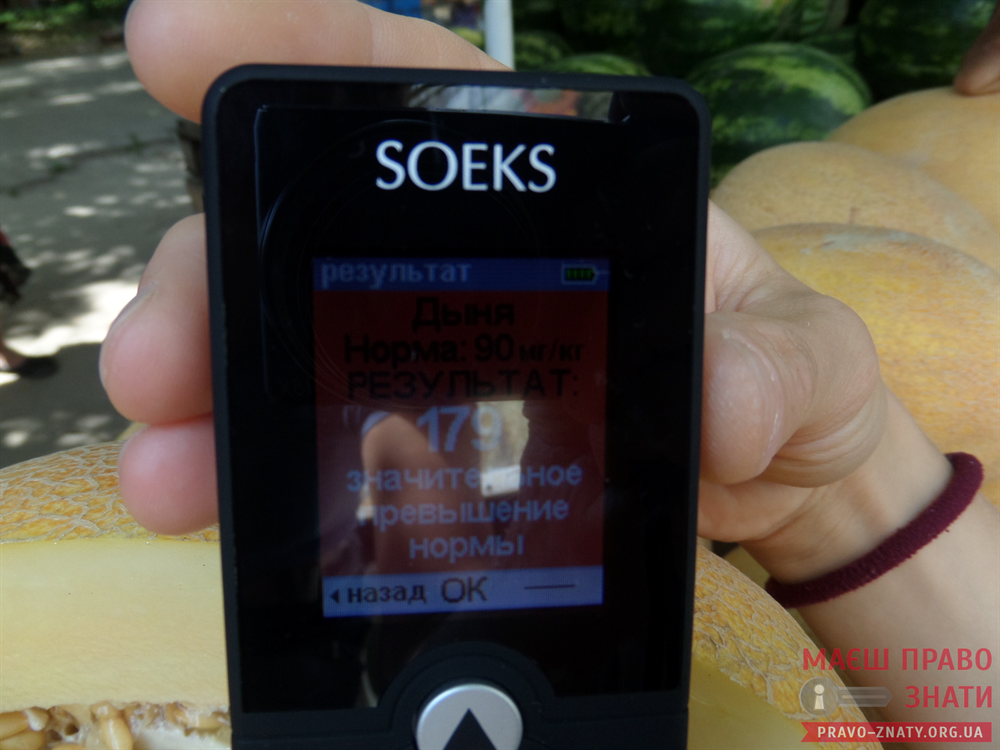 SOEKS
результат
Дыня
Норма: 90 мг/кг
РЕЗУЛЬТАТ:
179
значительное
превышение
нормы
назад OK
МАЄШ ПРАВО
ЗНАТИ
PRAVO-ZNATY.ORG.UA